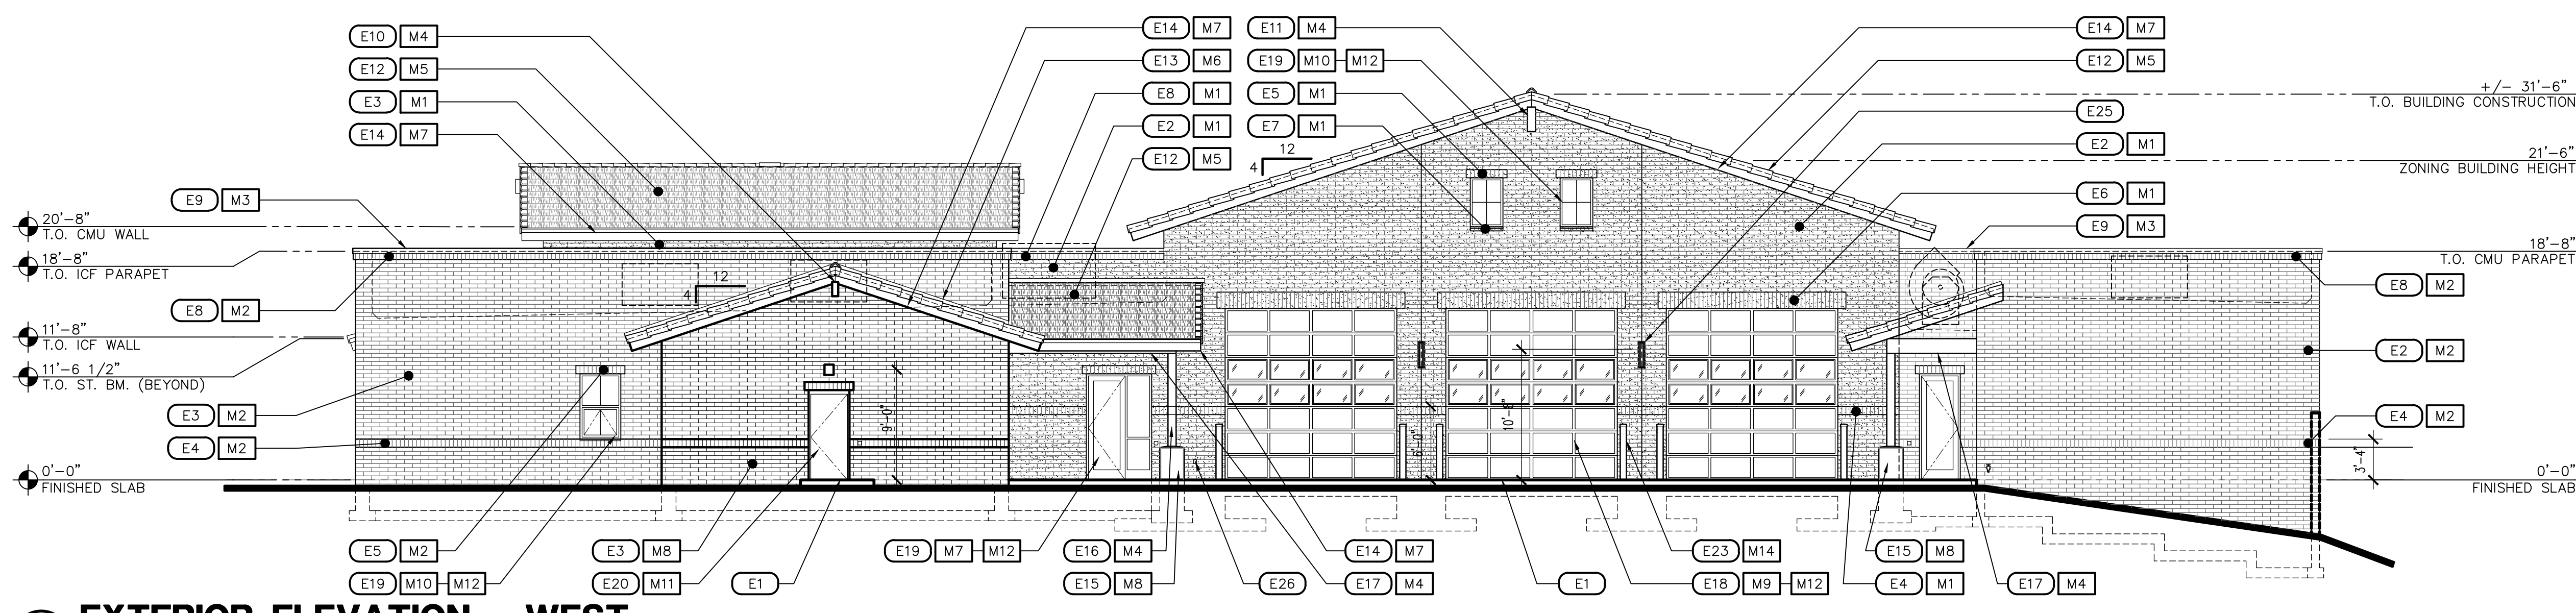 E10 M4
E12 M5
E3 M1
E14 M7
E9 M3
20'-8"
T.O. CMU WALL
18'-8"
T.O. ICF PARAPET
E8 M2
11'-8"
T.O. ICF WALL
11'-6 1/2"
T.O. ST. BM. (BEYOND)
E3 M2
E4 M2
0'-0"
FINISHED SLAB
E14 M7
E13 M6
E8 M1
E2 M1
E12 M5
E11 M4
E19 M10 M12
E5 M1
E7 M1
12
4
12
4
9'-0"
6'-0"
10'-8"
E14 M7
E12 M5
E25
E2 M1
E6 M1
E9 M3
+/- 31'-6"
T.O. BUILDING CONSTRUCTION
21'-6"
ZONING BUILDING HEIGHT
18'-8"
T.O. CMU PARAPET
E8 M2
E2 M2
E4 M2
3'-4"
0'-0"
FINISHED SLAB
E5 M2
E19 M10 M12
E3 M8
E20 M11
E1
E19 M7 M12
E16 M4
E15 M8
E26
E14 M7
E17 M4
E1
E23 M14
E18 M9 M12
E15 M8
E4 M1
E17 M4
EXTERIOR ELEVATION - WEST